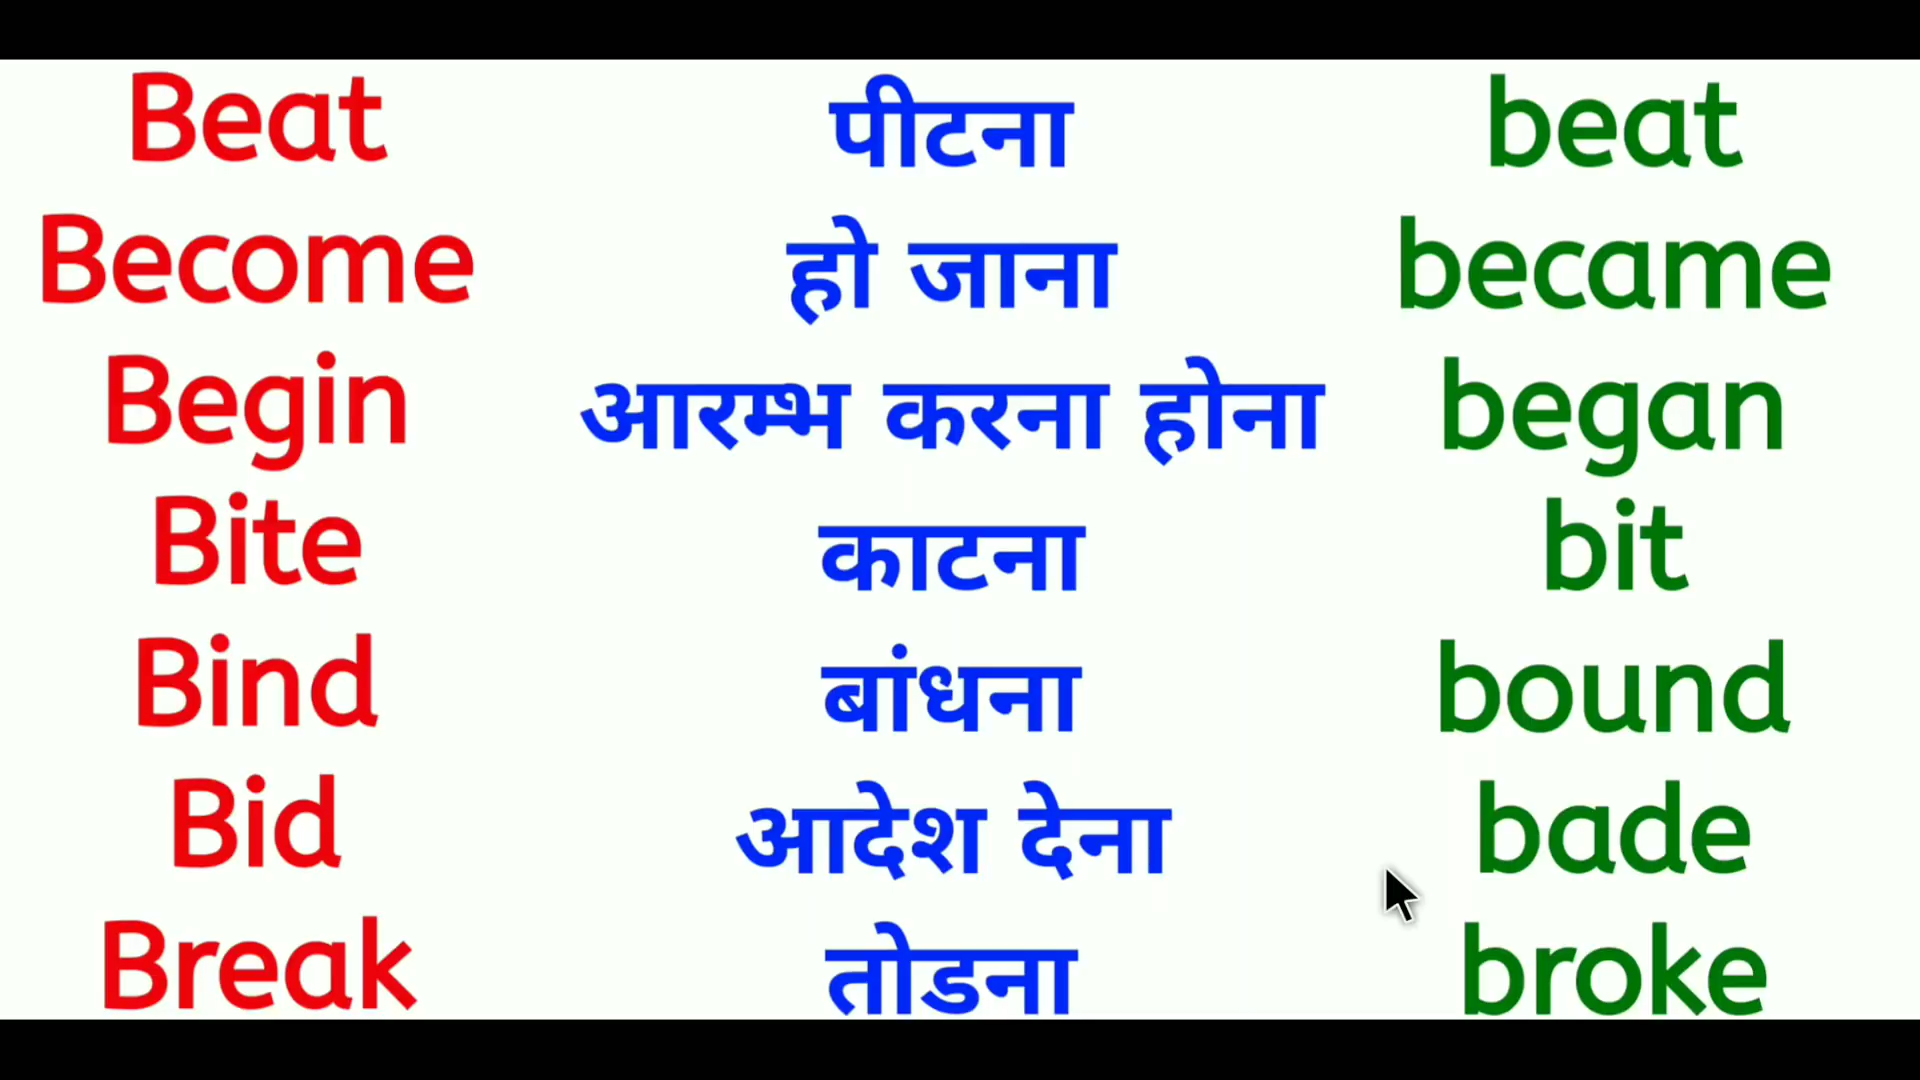 Beat पीटना beat
Become हो जाना became
Begin आरम्भ करना होना began
Bite काटना bit
Bind बांधना bound
Bid आदेश देना bade
Break तोडना broke